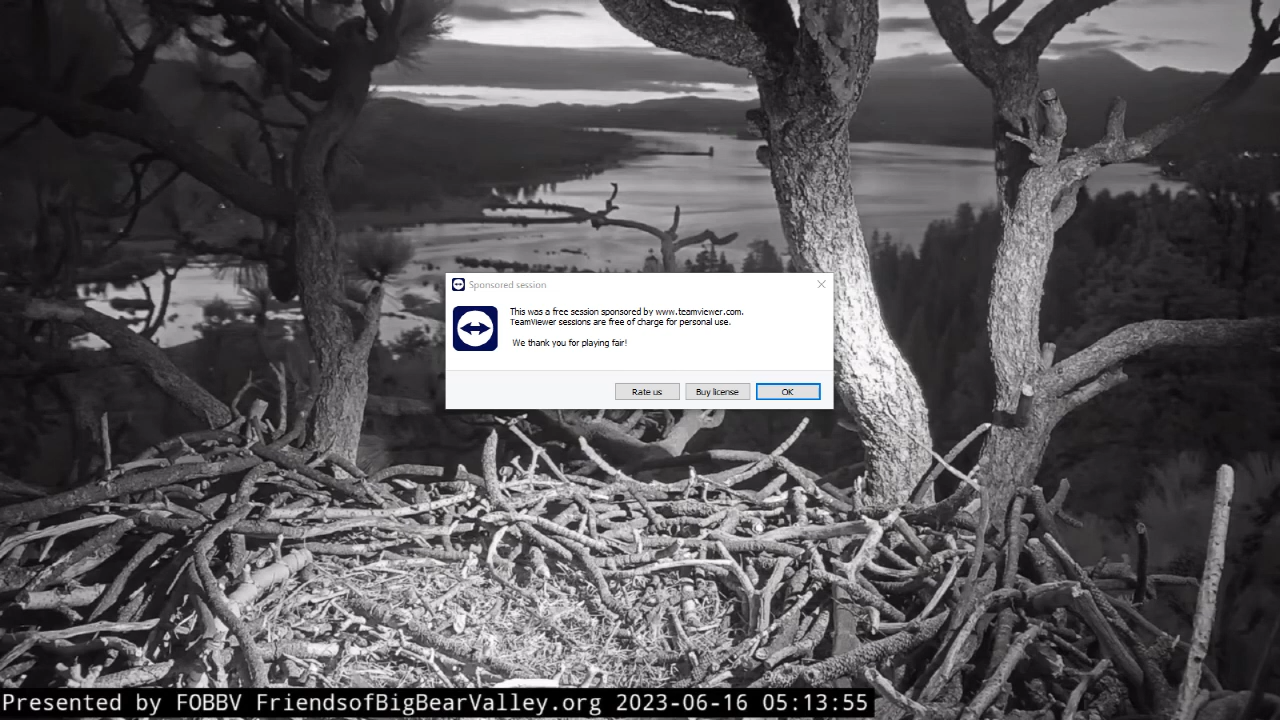 Sponsored session
This was a free session sponsored by www.teamviewer.com.
TeamViewer sessions are free of charge for personal use.
We thank you for playing fair!
Rate us
Buy license
OK
Presented by FOBBV FriendsofBigBearValley.org 2023-06-16 05:13:55